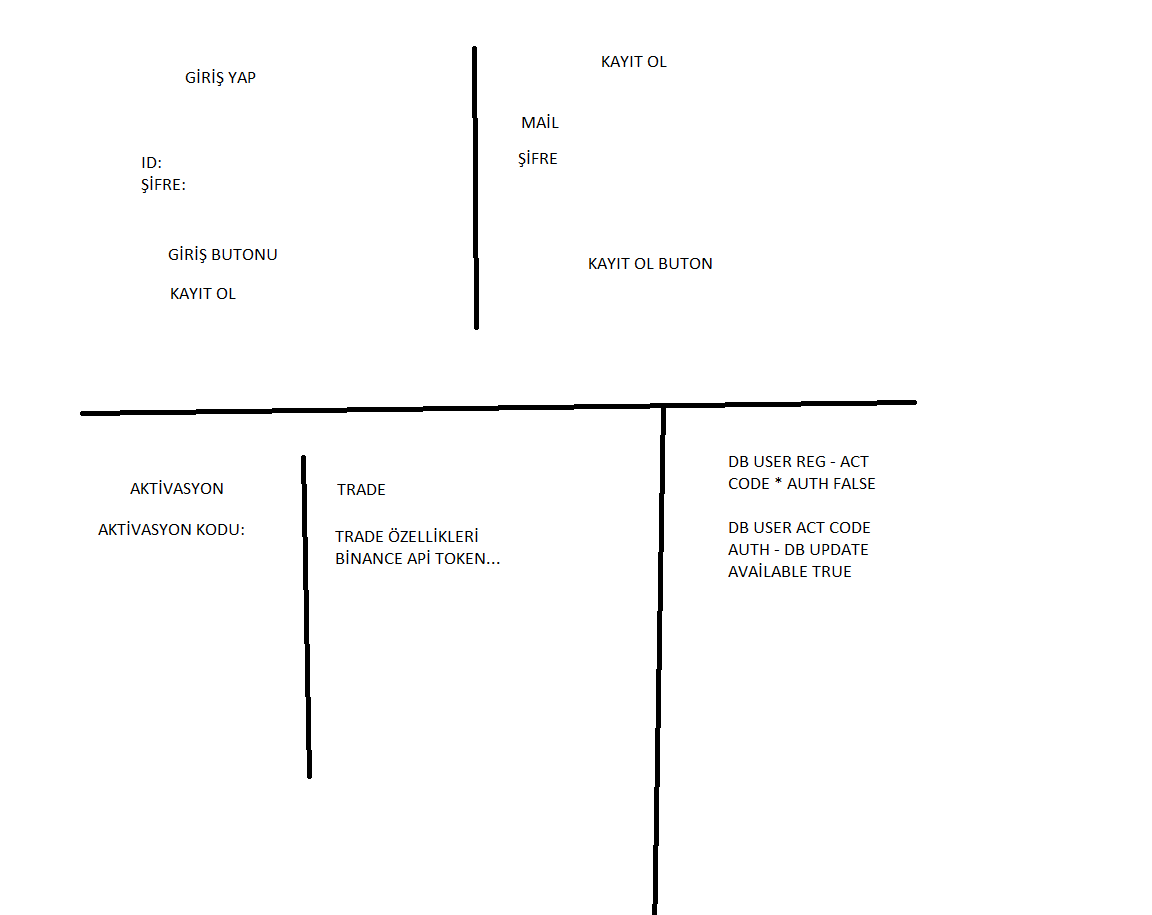 GİRİŞ YAP
ID:
ŞİFRE:
GİRİŞ BUTONU
KAYIT OL
KAYIT OL
MAİL
ŞİFRE
KAYIT OL BUTON
AKTİVASYON
AKTİVASYON KODU:
TRADE
TRADE ÖZELLİKLERİ
BİNANCE APİ TOKEN...
DB USER REG - ACT
CODE * AUTH FALSE
DB USER ACT CODE
AUTH - DB UPDATE
AVAİLABLE TRUE